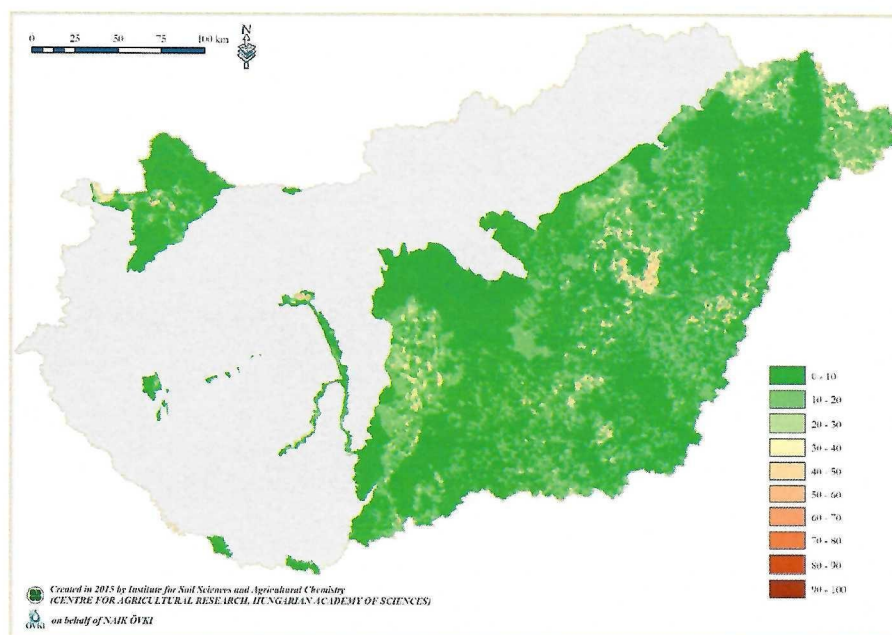 N
0 25 50 75 100 km
0 - 10
10 - 20
20 - 30
30 - 40
40 - 50
50 - 60
60 - 70
70 - 80
80 - 90
90 - 100
Created in 2015 by Institute for Soil Sciences and Agricultural Chemistry
(CENTRE FOR AGRICULTURAL RESEARCH, HUNGARIAN ACADEMY OF SCIENCES)
ÖVKI on behalf of NAIK ÖVKI